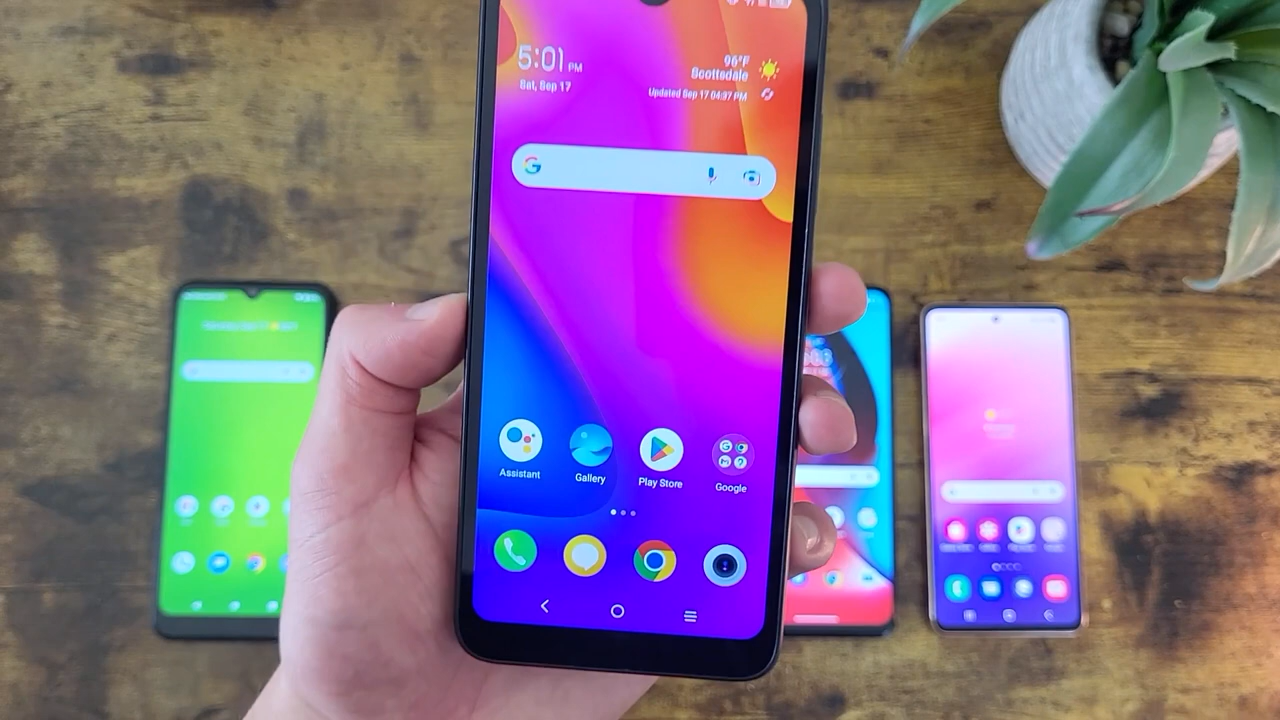 5:01 PM
Sat, Sep 17
96°F
Scottsdale
Updated Sep 17 04:37 PM
G
Assistant
Gallery
Play Store
Google